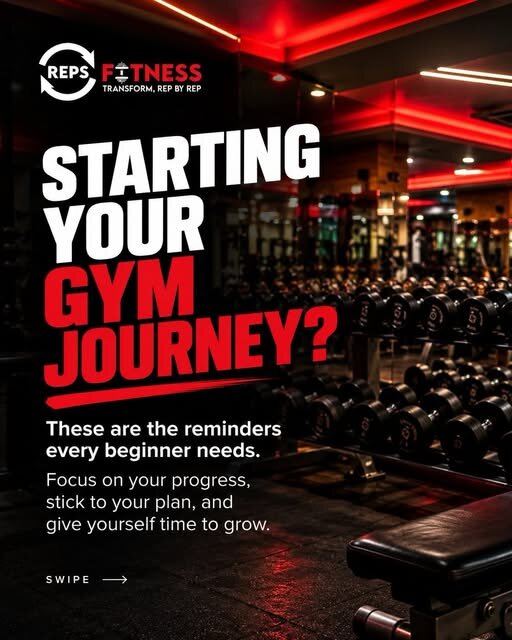 REPS FITNESS
TRANSFORM, REP BY REP
STARTING
YOUR
GYM
JOURNEY?
These are the reminders
every beginner needs.
Focus on your progress,
stick to your plan, and
give yourself time to grow.
SWIPE